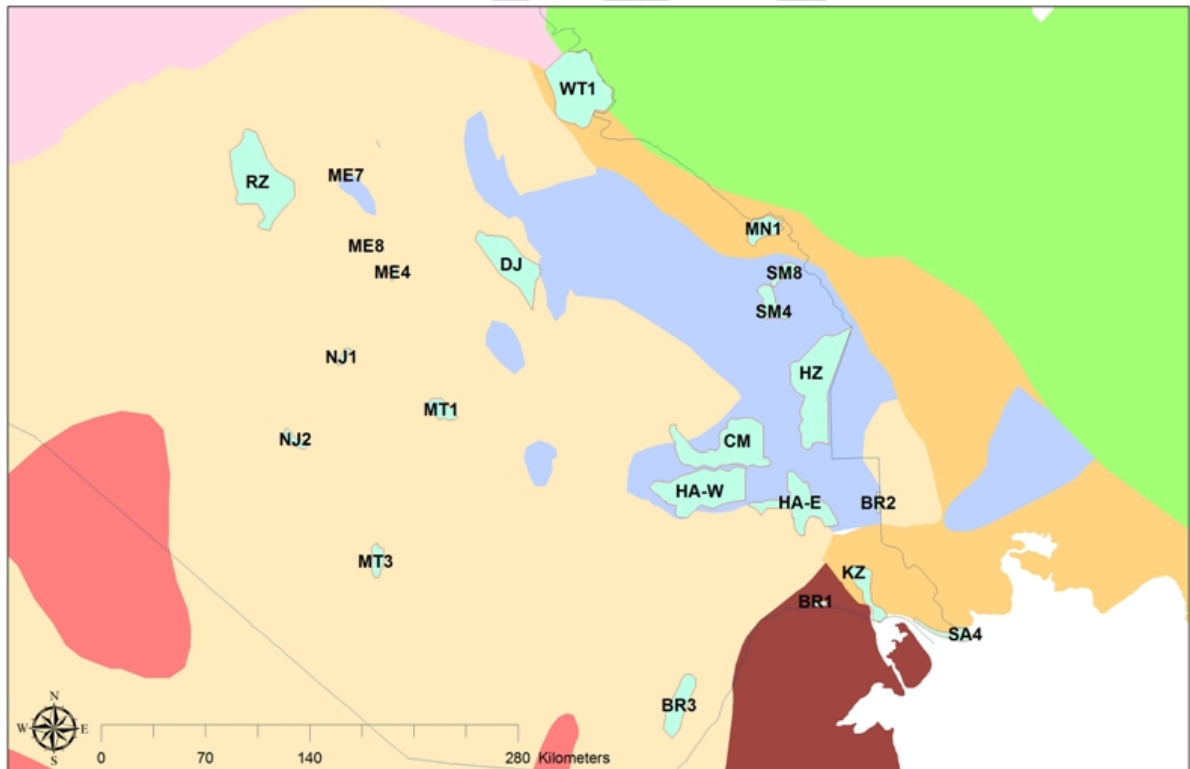 WT1
RZ
ME7
MN1
ME8
DJ
ME4
SM8
SM4
NJ1
HZ
MT1
NJ2
CM
HA-W
HA-E
BR2
MT3
KZ
BR1
SA4
BR3
N
W E
S
0 70 140 280 Kilometers